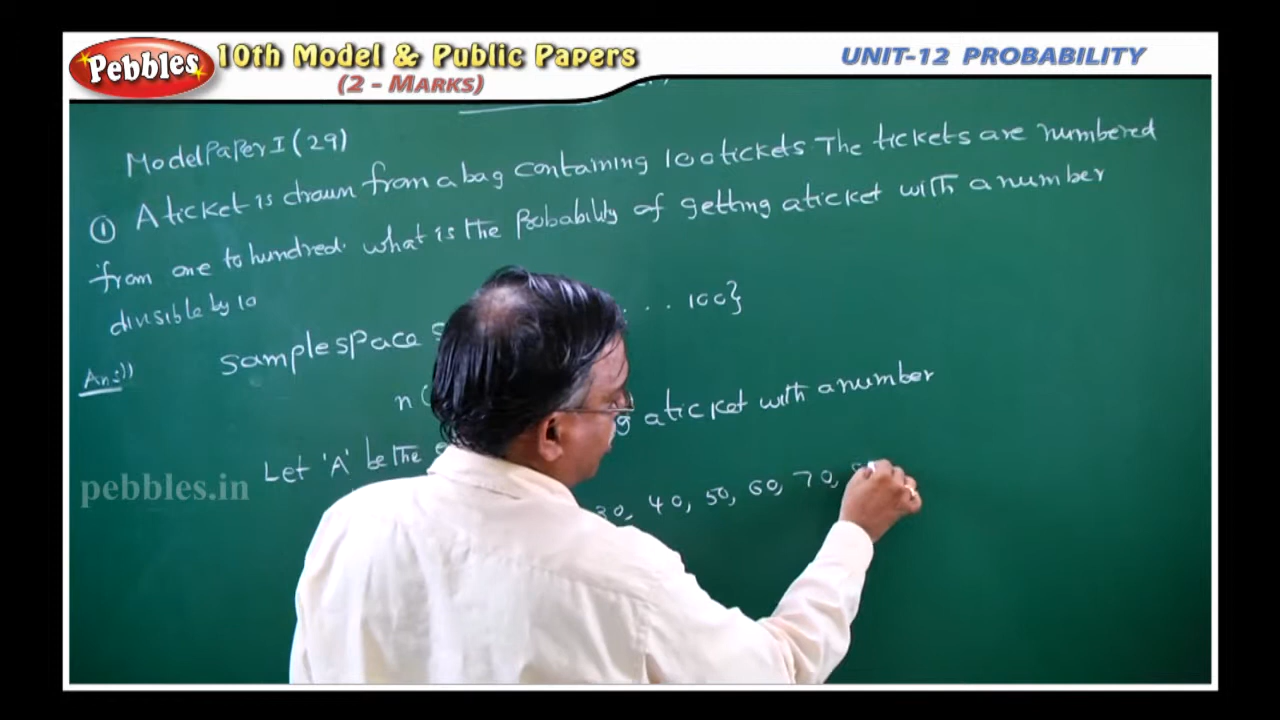 Pebbles
10th Model & Public Papers
(2 - MARKS)
UNIT-12 PROBABILITY
Model Paper I (29)
① A ticket is drawn from a bag containing 100 tickets The tickets are numbered
from one to hundred. what is the Probability of getting a ticket with a number
divisible by 10
Ans:))
sample space S . . 100}
n(
g a ticket with a number
Let 'A' be the
30, 40, 50, 60, 70,
pebbles.in